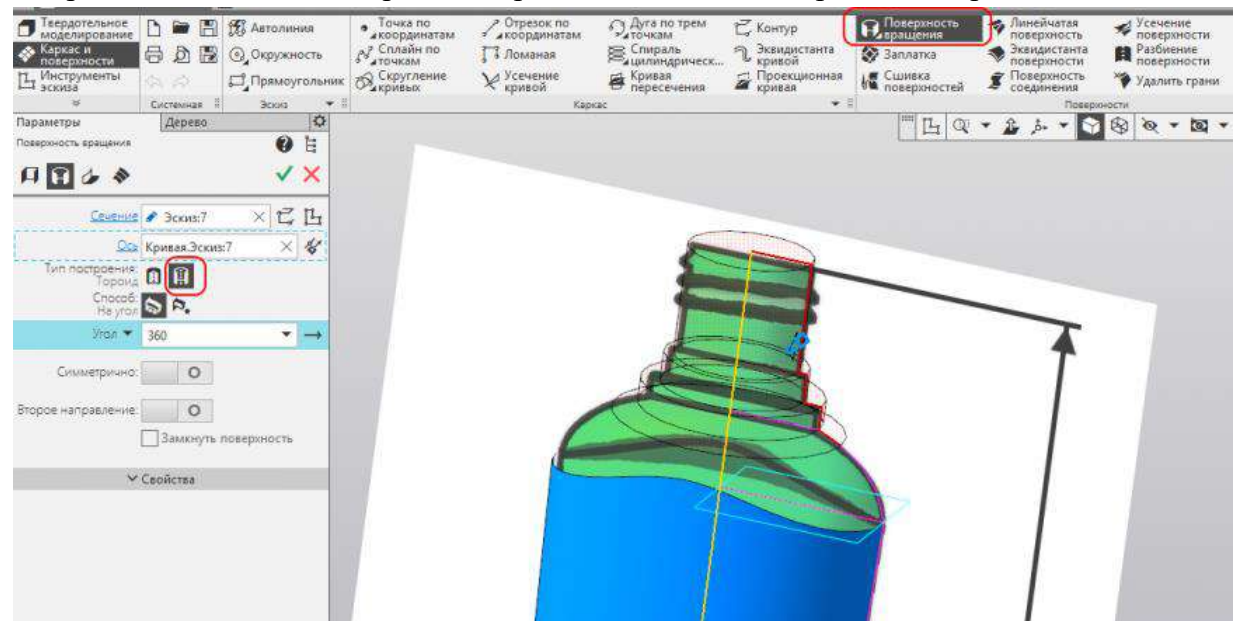 Твердотельное моделирование
Каркас и поверхности
Инструменты эскиза
Системная
Автолиния
Окружность
Прямоугольник
Эскиз
Точка по координатам
Сплайн по точкам
Скругление кривых
Отрезок по координатам
Ломаная
Усечение кривой
Дуга по трем точкам
Спираль цилиндрическ...
Кривая пересечения
Контур
Эквидистанта кривой
Проекционная кривая
Каркас
Поверхность вращения
Заплатка
Сшивка поверхностей
Линейчатая поверхность
Эквидистанта поверхности
Поверхность соединения
Усечение поверхности
Разбиение поверхности
Удалить грани
Поверхности
Параметры
Дерево
Поверхность вращения
Сечение
Эскиз:7
Ось
Кривая.Эскиз:7
Тип построения:
Тороид
Способ:
На угол
Угол
360
Симметрично:
Второе направление:
Замкнуть поверхность
Свойства